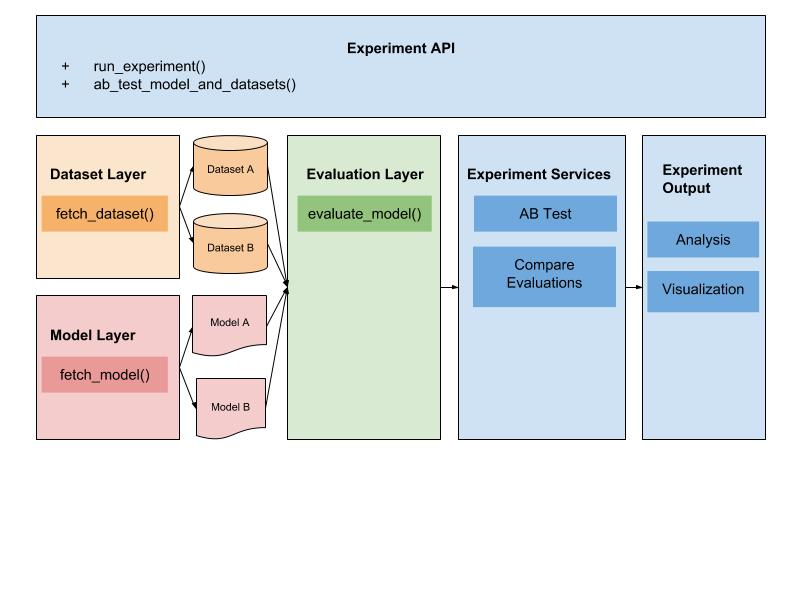 Experiment API
+ run_experiment()
+ ab_test_model_and_datasets()
Dataset Layer
fetch_dataset()
Dataset A
Dataset B
Model Layer
fetch_model()
Model A
Model B
Evaluation Layer
evaluate_model()
Experiment Services
AB Test
Compare
Evaluations
Experiment
Output
Analysis
Visualization